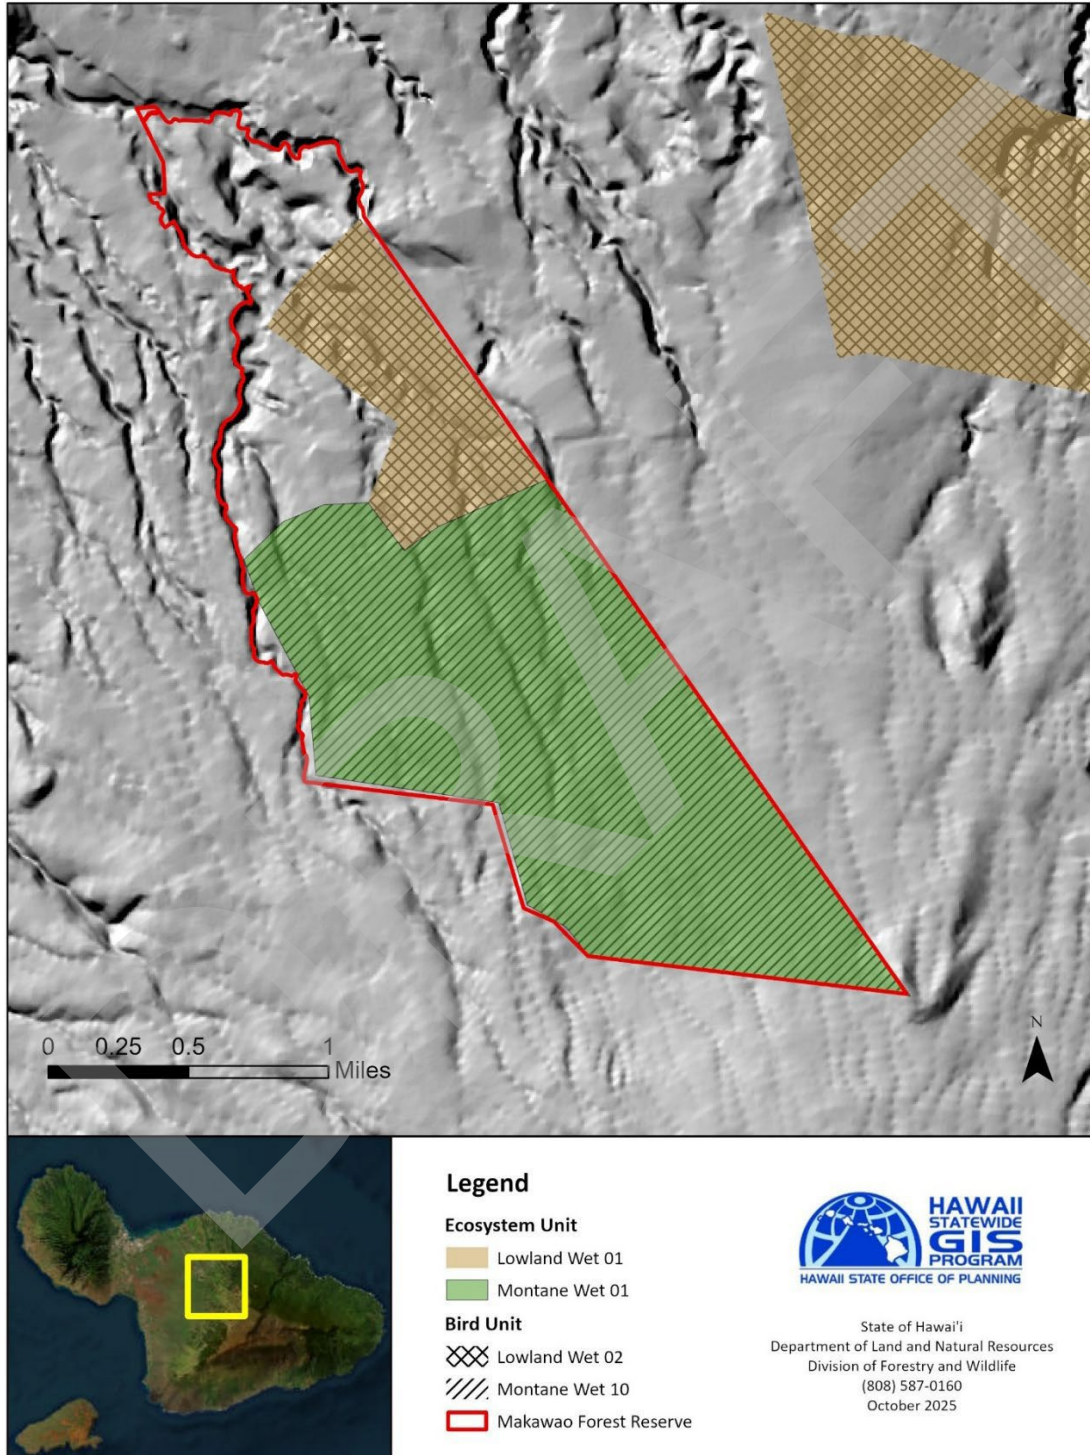 DRAFT
0 0.25 0.5 1
Miles
N
Legend
Ecosystem Unit
Lowland Wet 01
Montane Wet 01
Bird Unit
Lowland Wet 02
Montane Wet 10
Makawao Forest Reserve
HAWAII
STATEWIDE
GIS
PROGRAM
HAWAII STATE OFFICE OF PLANNING
State of Hawai'i
Department of Land and Natural Resources
Division of Forestry and Wildlife
(808) 587-0160
October 2025